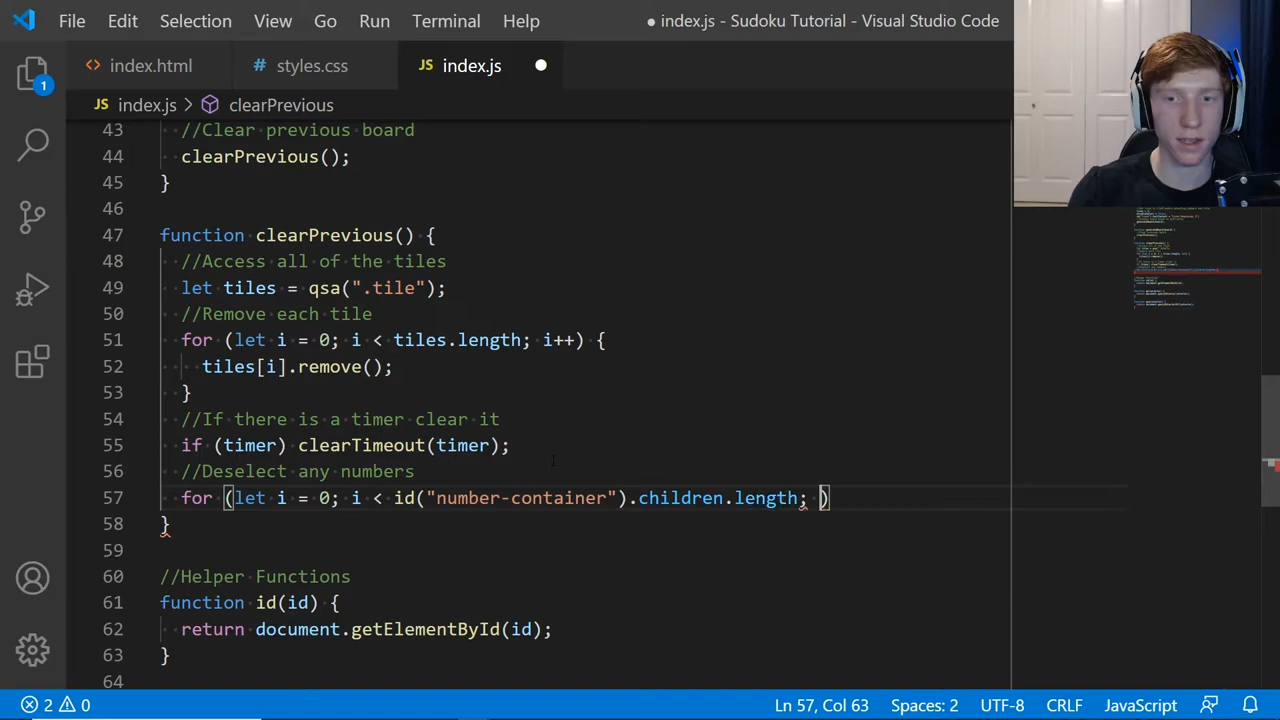 File Edit Selection View Go Run Terminal Help ● index.js - Sudoku Tutorial - Visual Studio Code
1
<> index.html
# styles.css
JS index.js ●
JS index.js > clearPrevious
43 //Clear previous board
44 clearPrevious();
45 }
46
47 function clearPrevious() {
48 //Access all of the tiles
49 let tiles = qsa(".tile");
50 //Remove each tile
51 for (let i = 0; i < tiles.length; i++) {
52 tiles[i].remove();
53 }
54 //If there is a timer clear it
55 if (timer) clearTimeout(timer);
56 //Deselect any numbers
57 for (let i = 0; i < id("number-container").children.length; )
58 }
59
60 //Helper Functions
61 function id(id) {
62 return document.getElementById(id);
63 }
64
2 0 Ln 57, Col 63 Spaces: 2 UTF-8 CRLF JavaScript